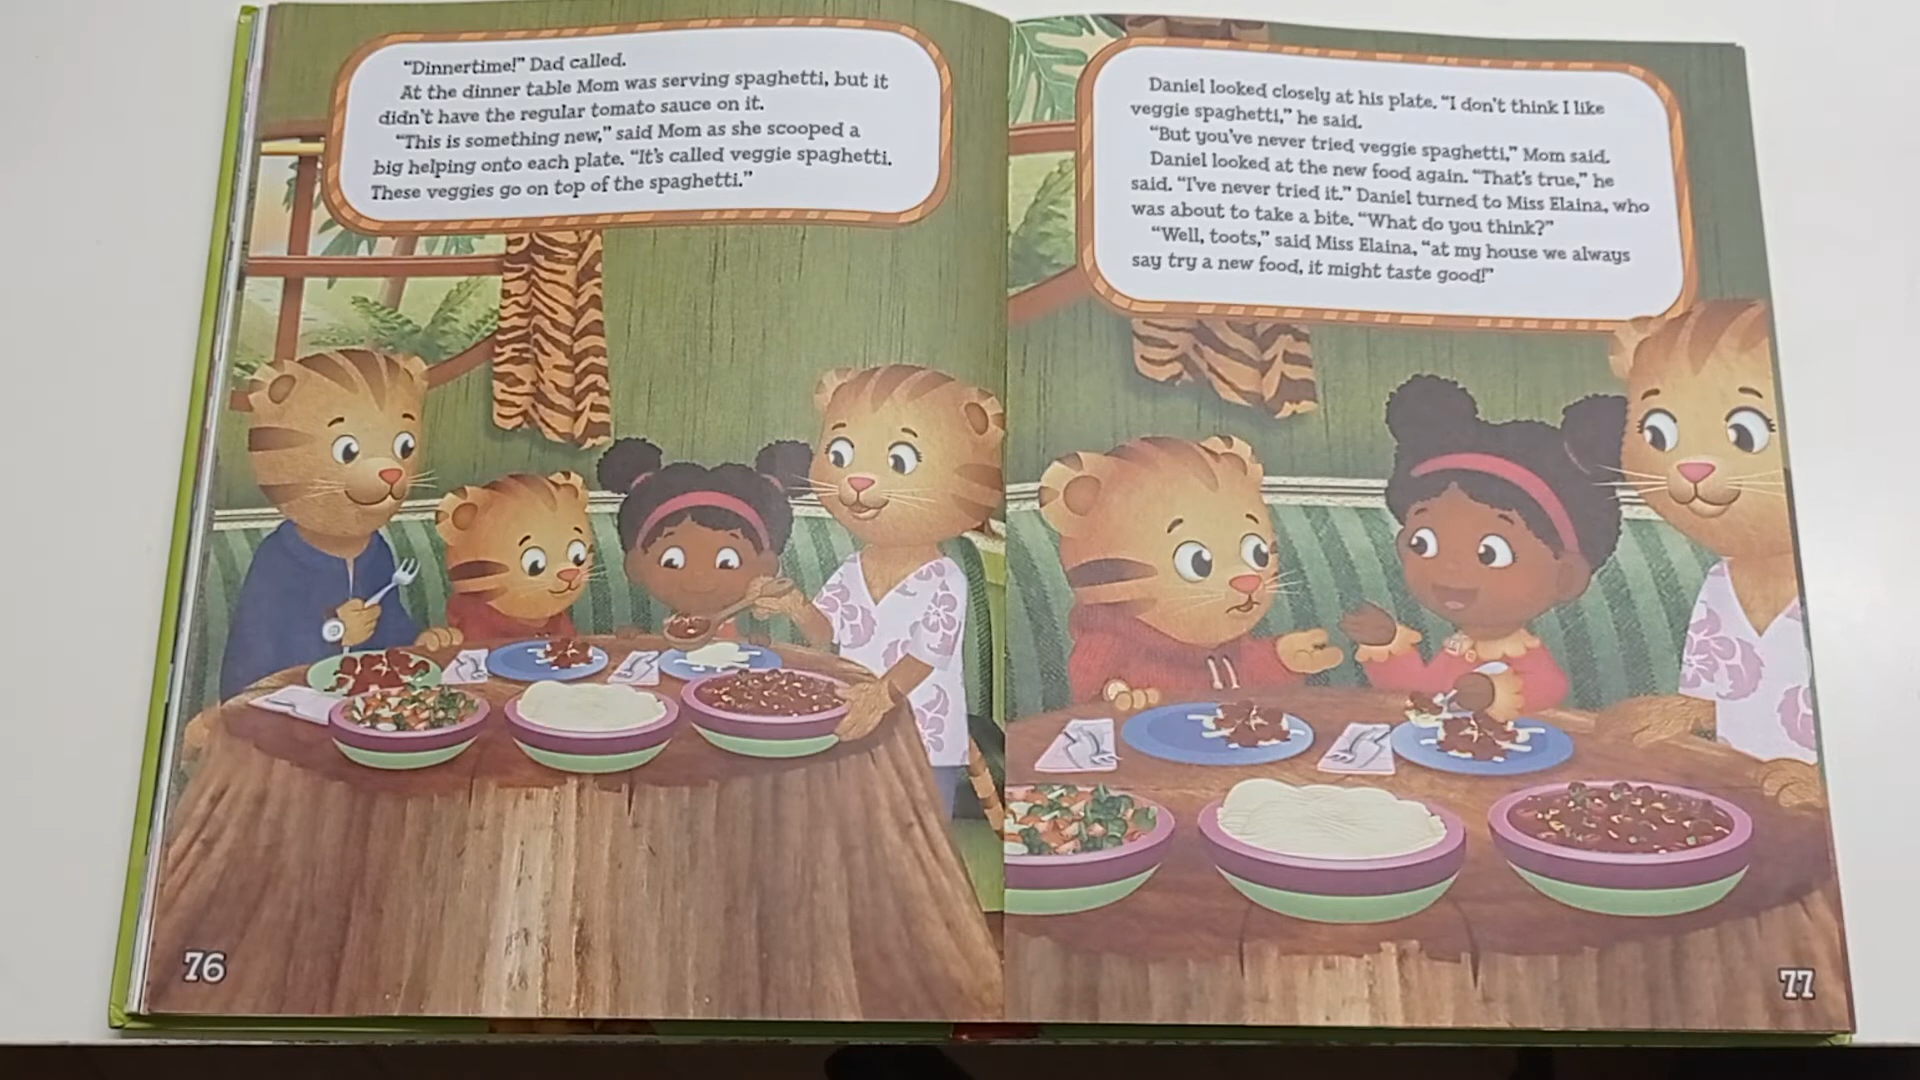 "Dinnertime!" Dad called.
At the dinner table Mom was serving spaghetti, but it
didn't have the regular tomato sauce on it.
"This is something new," said Mom as she scooped a
big helping onto each plate. "It's called veggie spaghetti.
These veggies go on top of the spaghetti."
76
Daniel looked closely at his plate. "I don't think I like
veggie spaghetti," he said.
"But you've never tried veggie spaghetti," Mom said.
Daniel looked at the new food again. "That's true," he
said. "I've never tried it." Daniel turned to Miss Elaina, who
was about to take a bite. "What do you think?"
"Well, toots," said Miss Elaina, "at my house we always
say try a new food, it might taste good!"
77